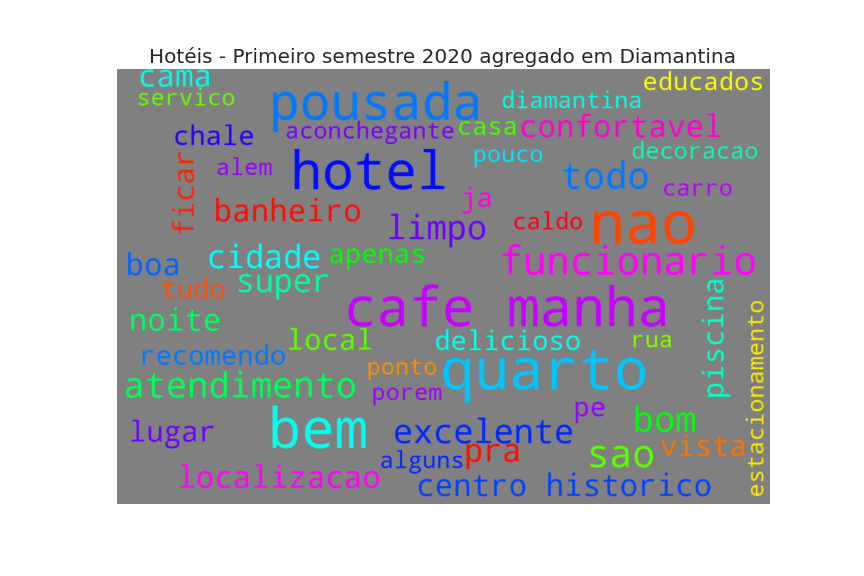 Hotéis - Primeiro semestre 2020 agregado em Diamantina
cama
educados
servico
pousada
diamantina
chale
aconchegante
casa
confortavel
ficar
alem
hotel
pouco
todo
decoracao
carro
banheiro
limpo
ja
caldo
nao
boa
cidade
apenas
funcionario
tudo
super
cafe manha
piscina
noite
local
delicioso
rua
estacionamento
recomendo
ponto
quarto
atendimento
porem
lugar
bem
excelente
pe
bom
alguns
pra
sao
vista
localizacao
centro historico